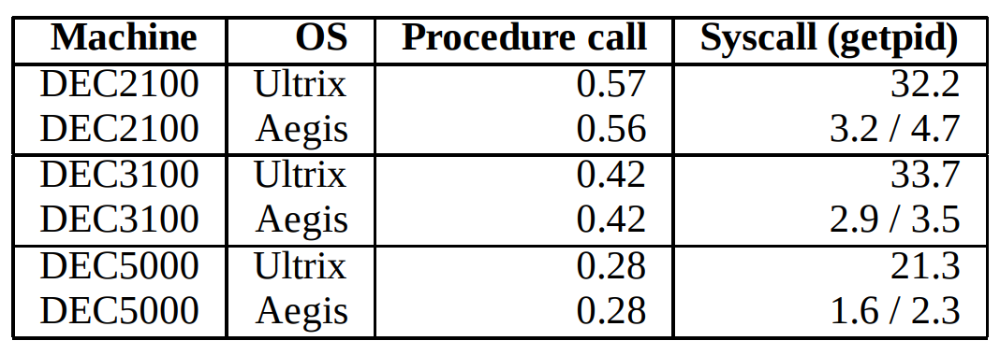 Machine OS Procedure call Syscall (getpid)
DEC2100 Ultrix 0.57 32.2
DEC2100 Aegis 0.56 3.2 / 4.7
DEC3100 Ultrix 0.42 33.7
DEC3100 Aegis 0.42 2.9 / 3.5
DEC5000 Ultrix 0.28 21.3
DEC5000 Aegis 0.28 1.6 / 2.3